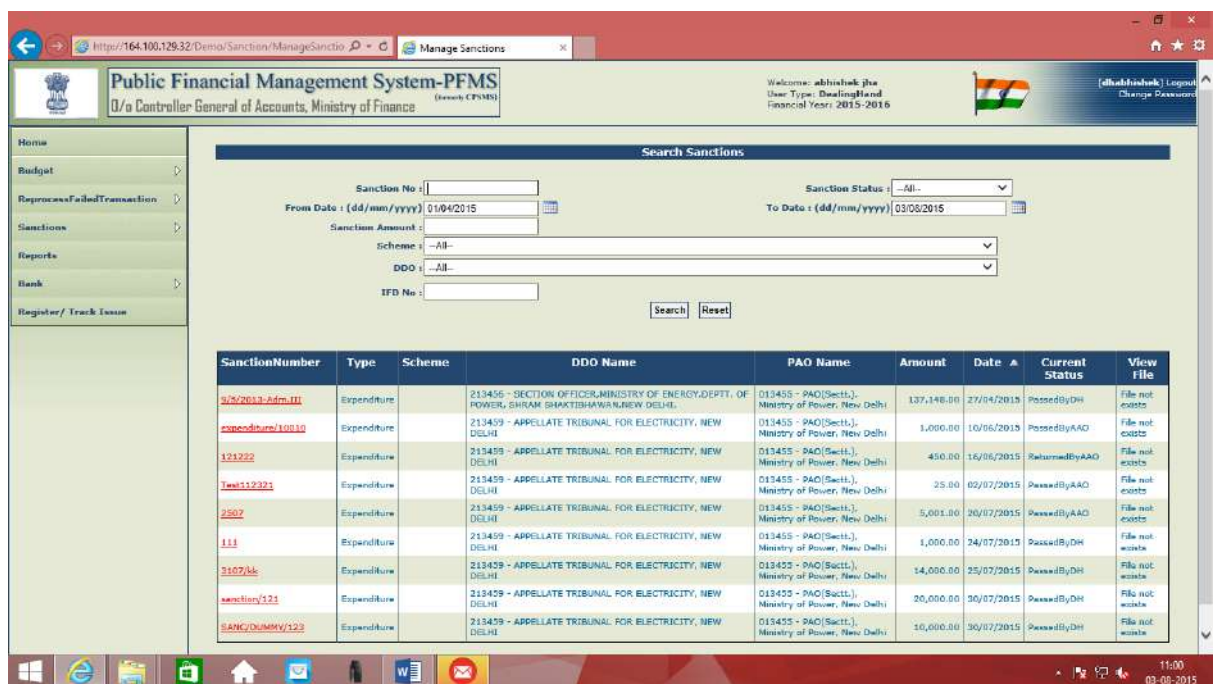 http://164.100.129.32/Demo/Sanction/ManageSanctio
Manage Sanctions
Public Financial Management System-PFMS
(formerly CPSMS)
O/o Controller General of Accounts, Ministry of Finance
Welcome: abhishek jha
User Type: DealingHand
Financial Year: 2015-2016
[dhabhishek] Logout
Change Password
Home
Budget
ReprocessFailedTransaction
Sanctions
Reports
Bank
Register/ Track Issue
Search Sanctions
Sanction No :
Sanction Status : --All--
From Date : (dd/mm/yyyy) 01/04/2015
To Date : (dd/mm/yyyy) 03/08/2015
Sanction Amount :
Scheme : --All--
DDO : --All--
IFD No :
Search Reset
SanctionNumber Type Scheme DDO Name PAO Name Amount Date Current Status View File
9/5/2013-Adm.III Expenditure 213456 - SECTION OFFICER,MINISTRY OF ENERGY,DEPTT. OF POWER, SHRAM SHAKTIBHAWAN,NEW DELHI. 013455 - PAO(Sectt.), Ministry of Power, New Delhi 137,148.00 27/04/2015 PassedByDH File not exists
expenditure/10010 Expenditure 213459 - APPELLATE TRIBUNAL FOR ELECTRICITY, NEW DELHI 013455 - PAO(Sectt.), Ministry of Power, New Delhi 1,000.00 10/06/2015 PassedByAAO File not exists
121222 Expenditure 213459 - APPELLATE TRIBUNAL FOR ELECTRICITY, NEW DELHI 013455 - PAO(Sectt.), Ministry of Power, New Delhi 450.00 16/06/2015 ReturnedByAAO File not exists
Test112321 Expenditure 213459 - APPELLATE TRIBUNAL FOR ELECTRICITY, NEW DELHI 013455 - PAO(Sectt.), Ministry of Power, New Delhi 25.00 02/07/2015 PassedByAAO File not exists
2507 Expenditure 213459 - APPELLATE TRIBUNAL FOR ELECTRICITY, NEW DELHI 013455 - PAO(Sectt.), Ministry of Power, New Delhi 5,001.00 20/07/2015 PassedByAAO File not exists
111 Expenditure 213459 - APPELLATE TRIBUNAL FOR ELECTRICITY, NEW DELHI 013455 - PAO(Sectt.), Ministry of Power, New Delhi 1,000.00 24/07/2015 PassedByDH File not exists
3107/kk Expenditure 213459 - APPELLATE TRIBUNAL FOR ELECTRICITY, NEW DELHI 013455 - PAO(Sectt.), Ministry of Power, New Delhi 14,000.00 25/07/2015 PassedByDH File not exists
sanction/121 Expenditure 213459 - APPELLATE TRIBUNAL FOR ELECTRICITY, NEW DELHI 013455 - PAO(Sectt.), Ministry of Power, New Delhi 20,000.00 30/07/2015 PassedByDH File not exists
SANC/DUMMY/123 Expenditure 213459 - APPELLATE TRIBUNAL FOR ELECTRICITY, NEW DELHI 013455 - PAO(Sectt.), Ministry of Power, New Delhi 10,000.00 30/07/2015 PassedByDH File not exists
11:00
03-08-2015